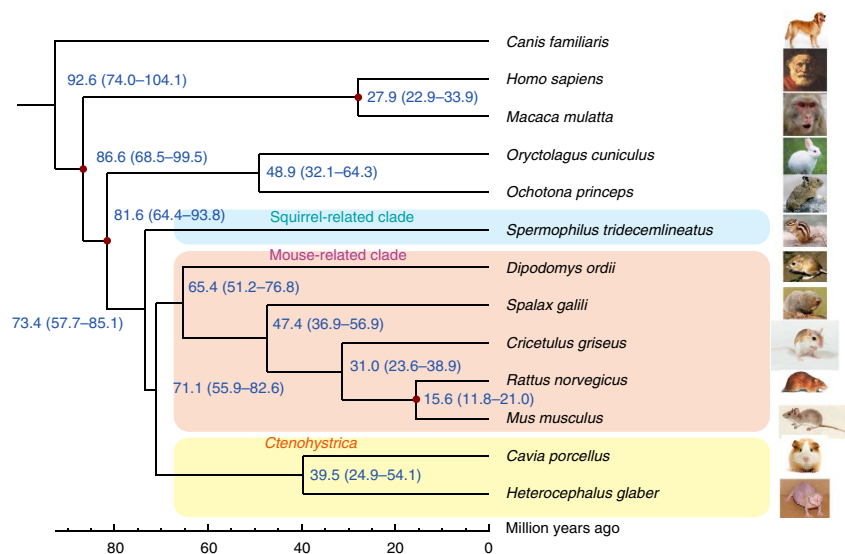 Canis familiaris
92.6 (74.0–104.1)
Homo sapiens
27.9 (22.9–33.9)
Macaca mulatta
86.6 (68.5–99.5)
Oryctolagus cuniculus
48.9 (32.1–64.3)
Ochotona princeps
81.6 (64.4–93.8)
Squirrel-related clade
Spermophilus tridecemlineatus
Mouse-related clade
Dipodomys ordii
65.4 (51.2–76.8)
Spalax galili
73.4 (57.7–85.1)
47.4 (36.9–56.9)
Cricetulus griseus
31.0 (23.6–38.9)
Rattus norvegicus
71.1 (55.9–82.6)
15.6 (11.8–21.0)
Mus musculus
Ctenohystrica
Cavia porcellus
39.5 (24.9–54.1)
Heterocephalus glaber
Million years ago
80 60 40 20 0